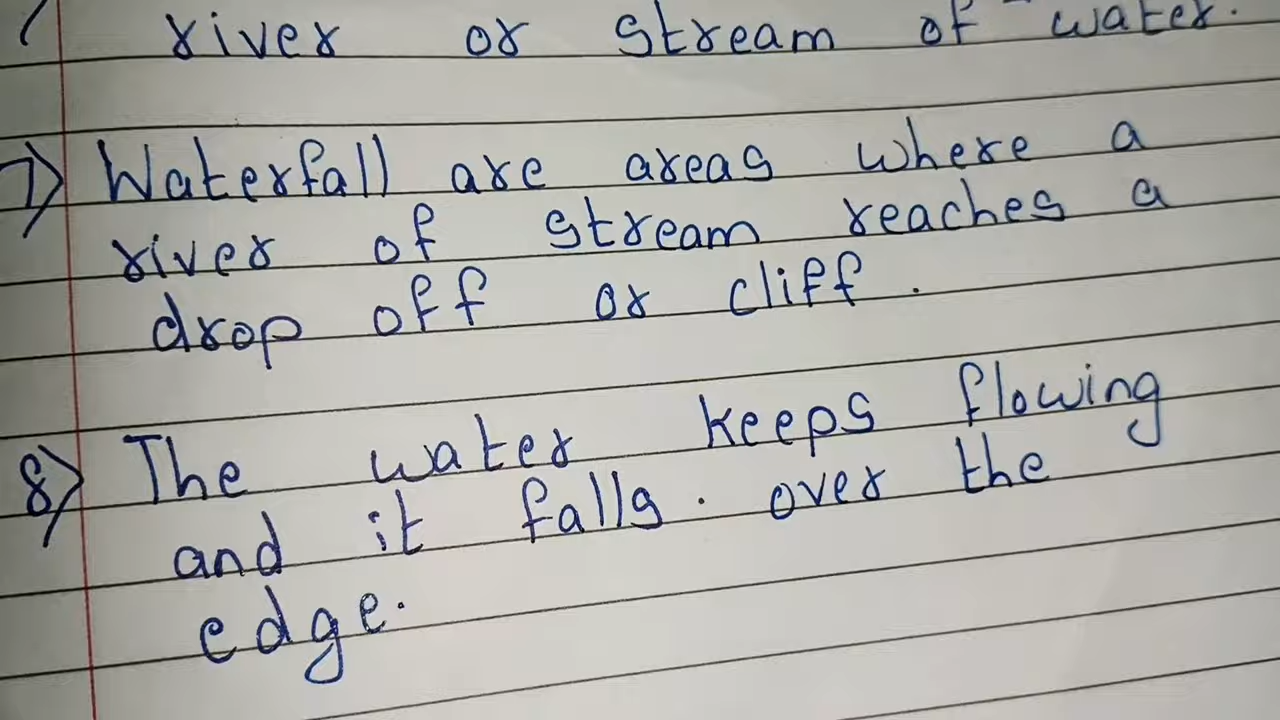 river or stream of water.
7) Waterfall are areas where a
river of stream reaches a
drop off or cliff.
8) The water keeps flowing
and it falls. over the
edge.